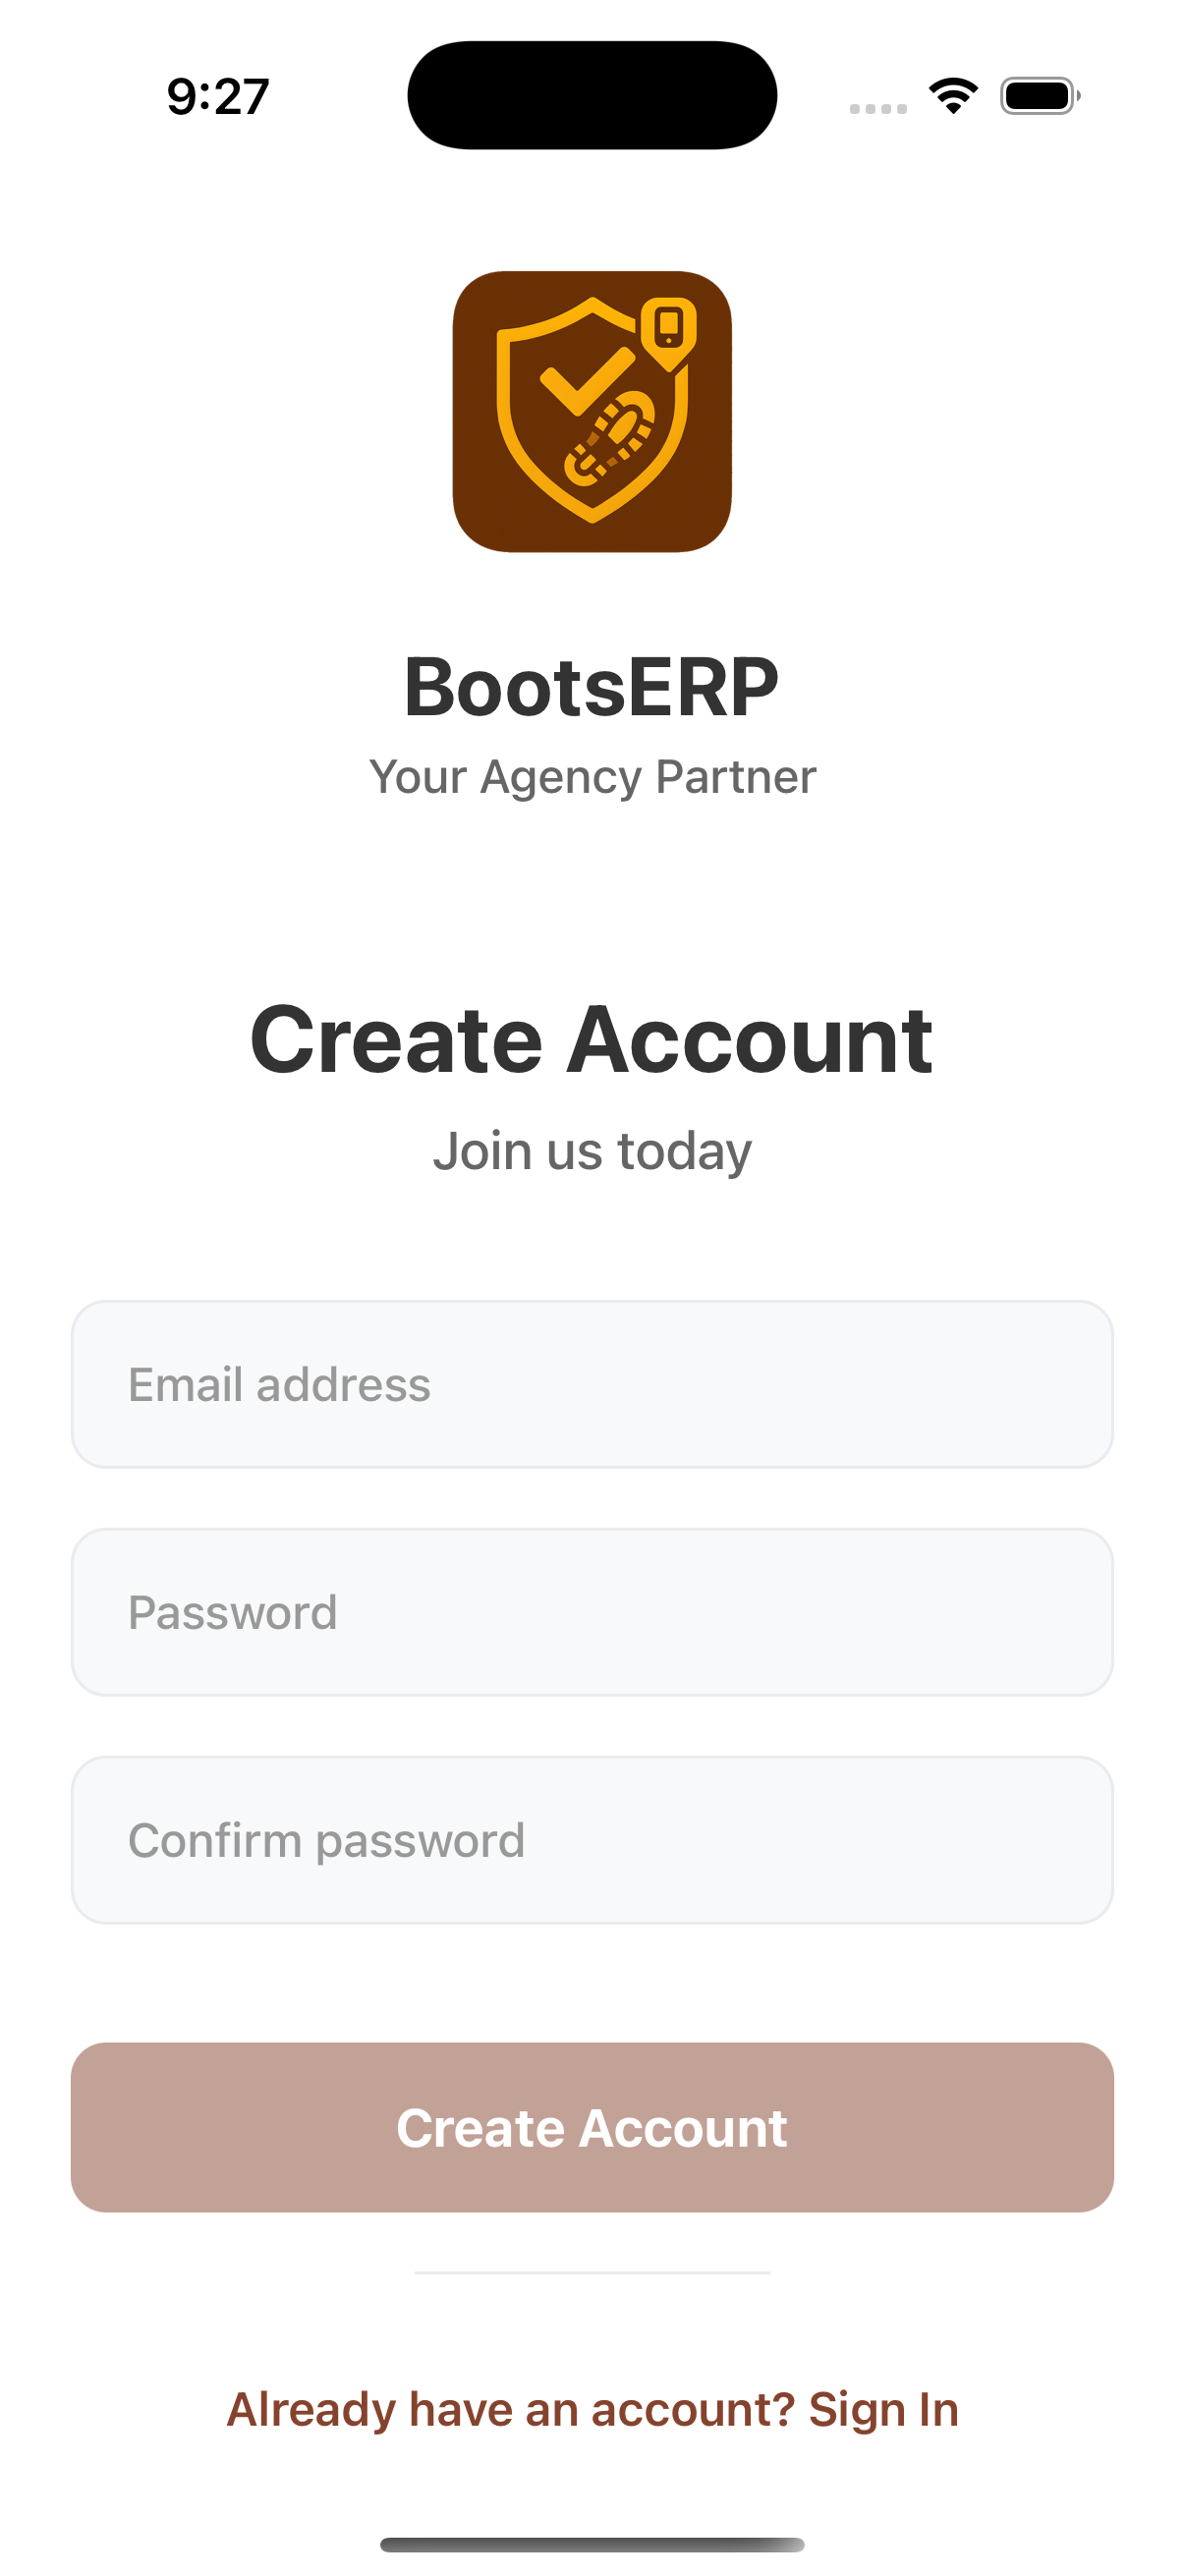 9:27
BootsERP
Your Agency Partner
Create Account
Join us today
Email address
Password
Confirm password
Create Account
Already have an account? Sign In